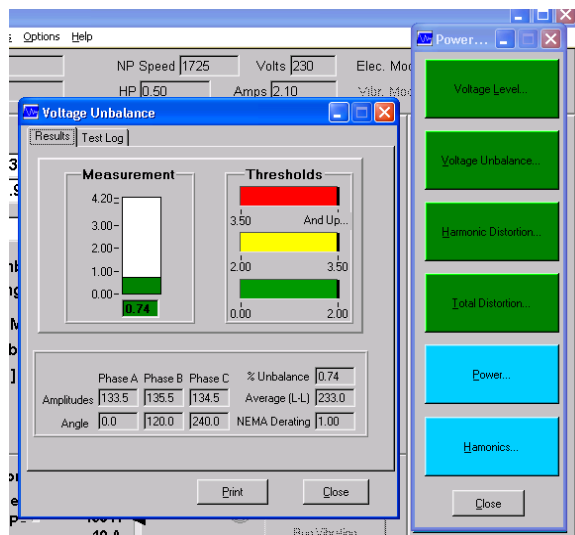 Options Help
Power...
NP Speed 1725 Volts 230 Elec. Mo
HP 0.50 Amps 2.10 Vibr. Mo
Voltage Unbalance
Results Test Log
Measurement
4.20
3.00
2.00
1.00
0.00
0.74
Thresholds
3.50 And Up...
2.00 3.50
0.00 2.00
Phase A Phase B Phase C % Unbalance 0.74
Amplitudes 133.5 135.5 134.5 Average (L-L) 233.0
Angle 0.0 120.0 240.0 NEMA Derating 1.00
Print Close
Voltage Level...
Voltage Unbalance...
Harmonic Distortion...
Total Distortion...
Power...
Hamonics...
Close